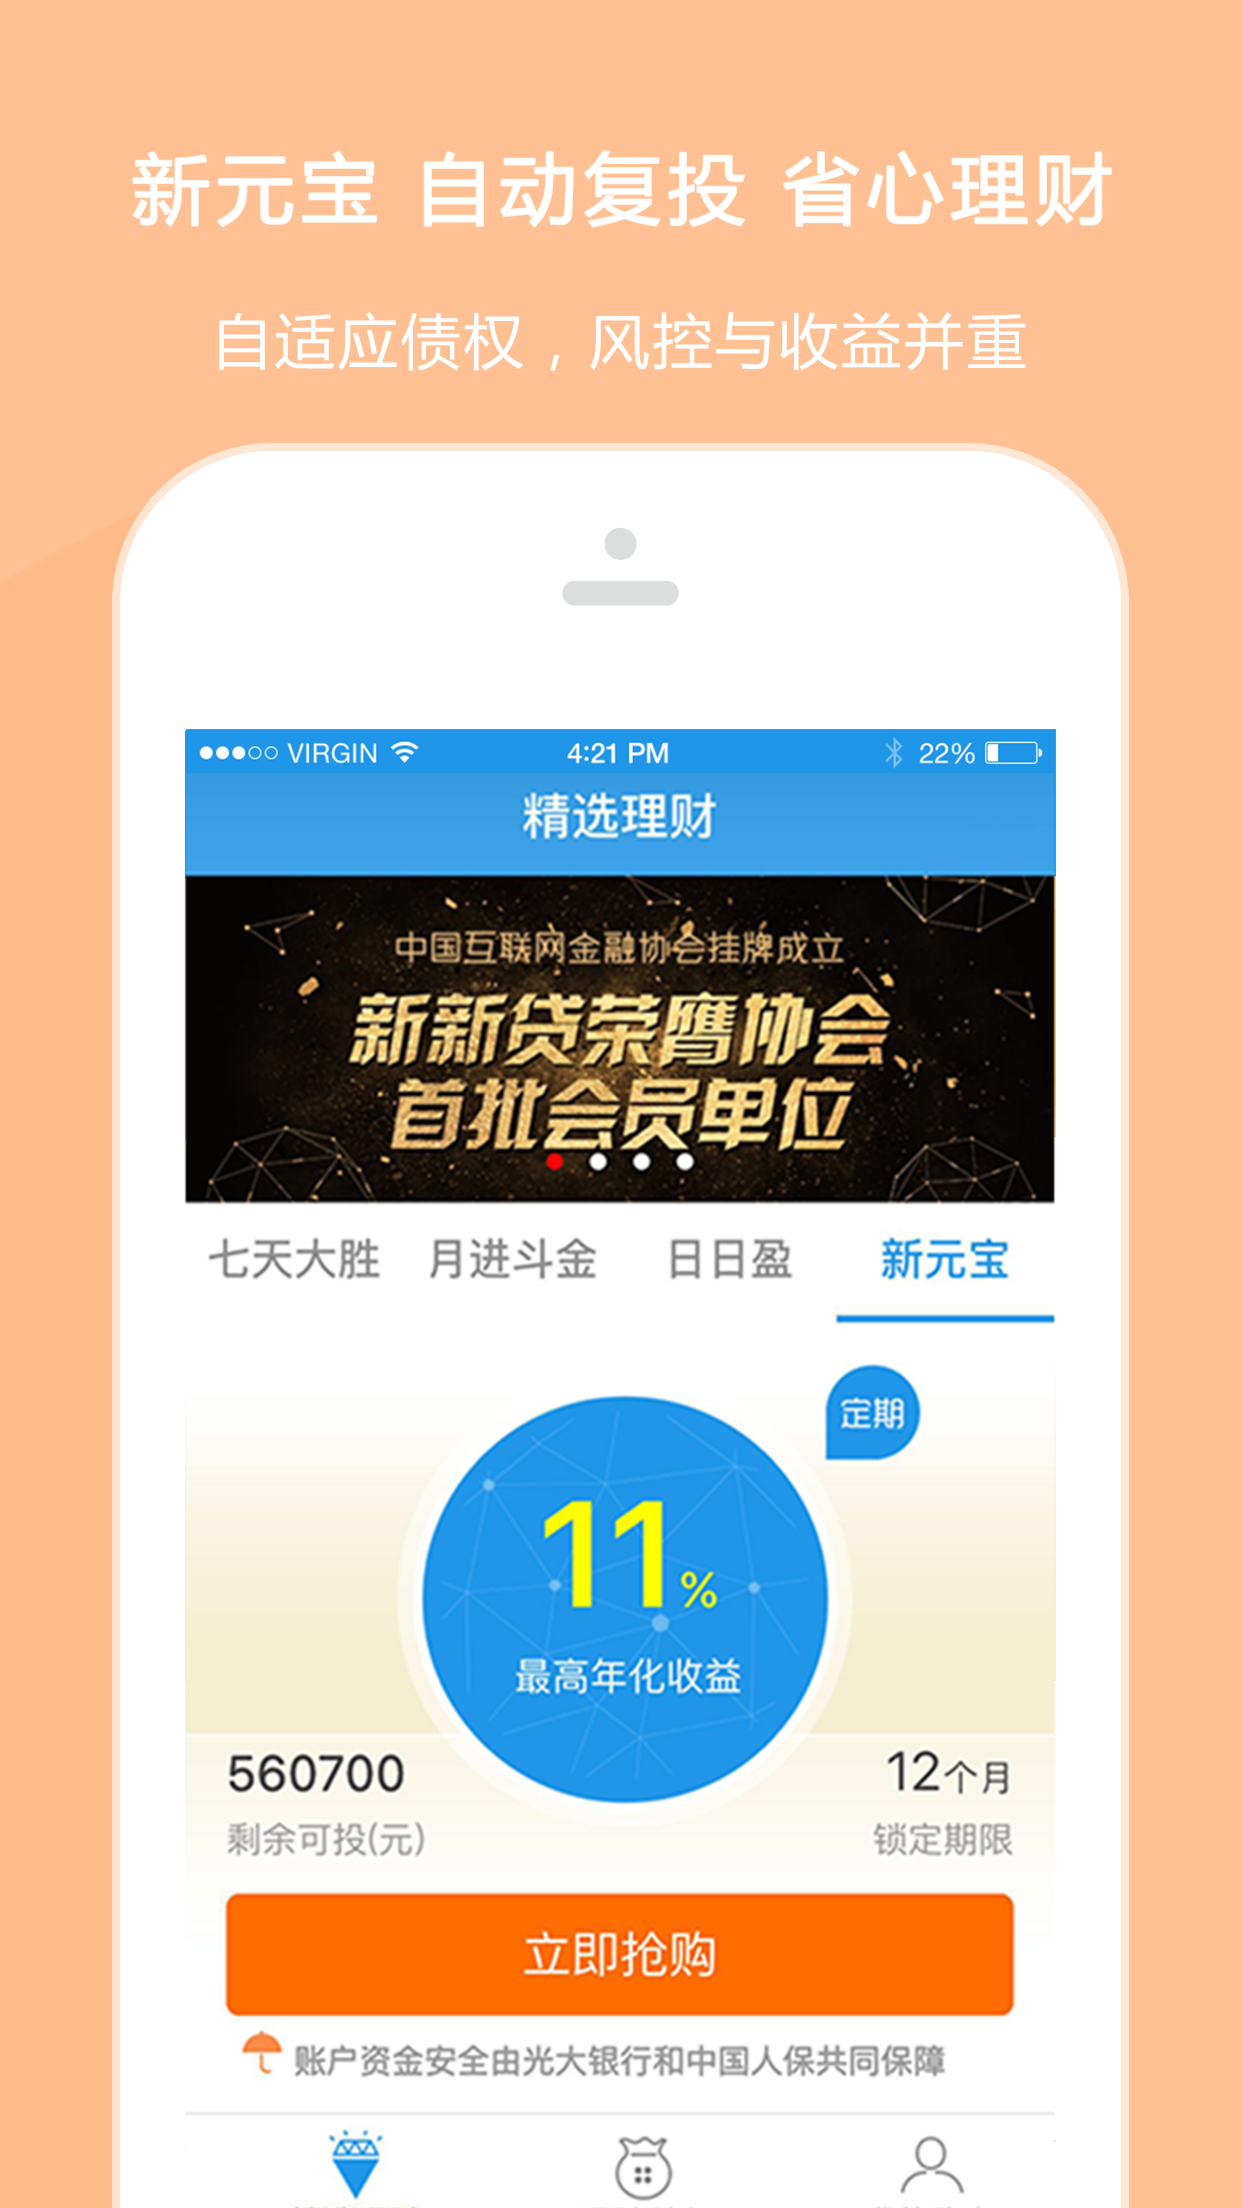 新元宝 自动复投 省心理财
自适应债权，风控与收益并重
VIRGIN 4:21 PM 22%
精选理财
中国互联网金融协会挂牌成立
新新贷荣膺协会
首批会员单位
七天大胜 月进斗金 日日盈 新元宝
定期
11%
最高年化收益
560700 12个月
剩余可投(元) 锁定期限
立即抢购
账户资金安全由光大银行和中国人保共同保障